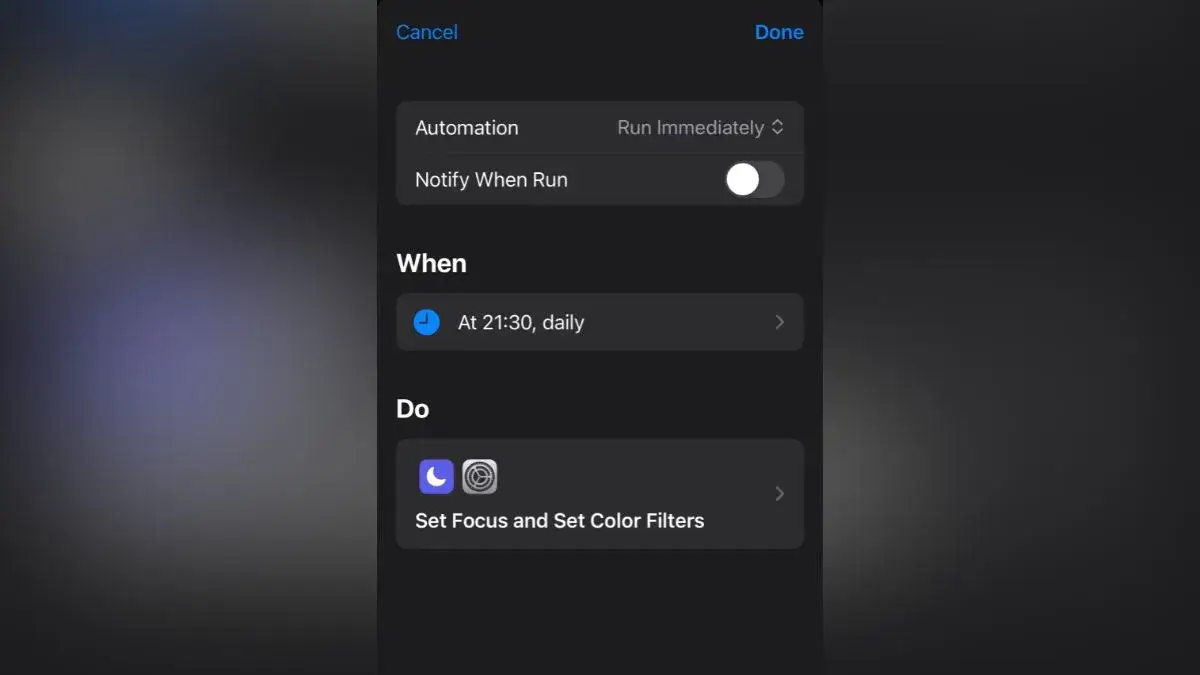 Cancel Done
Automation Run Immediately
Notify When Run
When
At 21:30, daily
Do
Set Focus and Set Color Filters